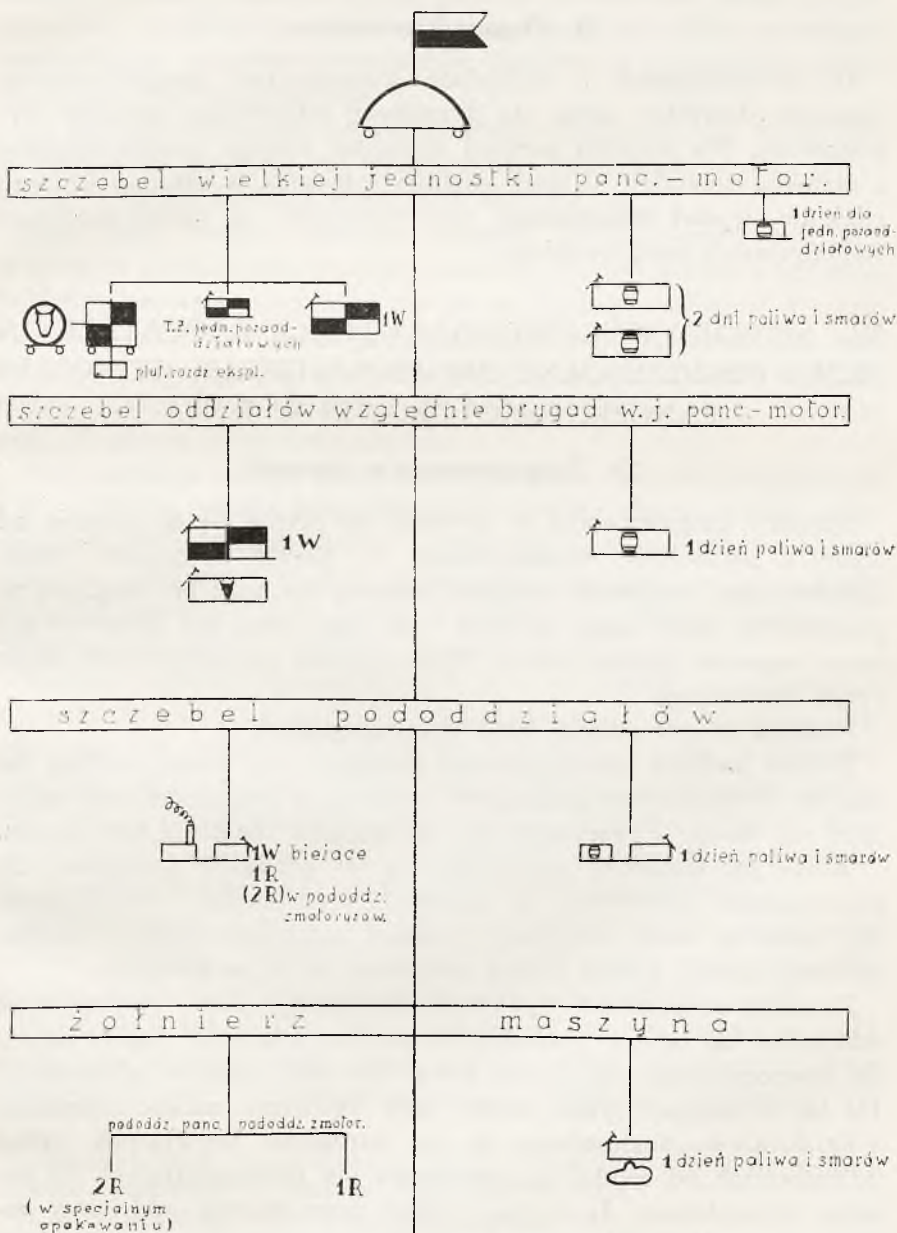 szczebel wielkiej jednostki panc.-motor.
1 dzień dla
jedn. pozaod-
działowych
T.2. jedn. pozaod-
działowych
1W
2 dni paliwa i smarów
plut. rozdz. ekspl.
szczebel oddziałów względnie brygad w. j. panc.-motor.
1W
1 dzień paliwa i smarów
szczebel pododdziałów
1W bieżące
1R
(2R) w pododdz.
zmotoryzow.
1 dzień paliwa i smarów
żołnierz
maszyna
pododdz. panc.
pododdz. zmotor.
2R
(w specjalnym
opakowaniu)
1R
1 dzień paliwa i smarów